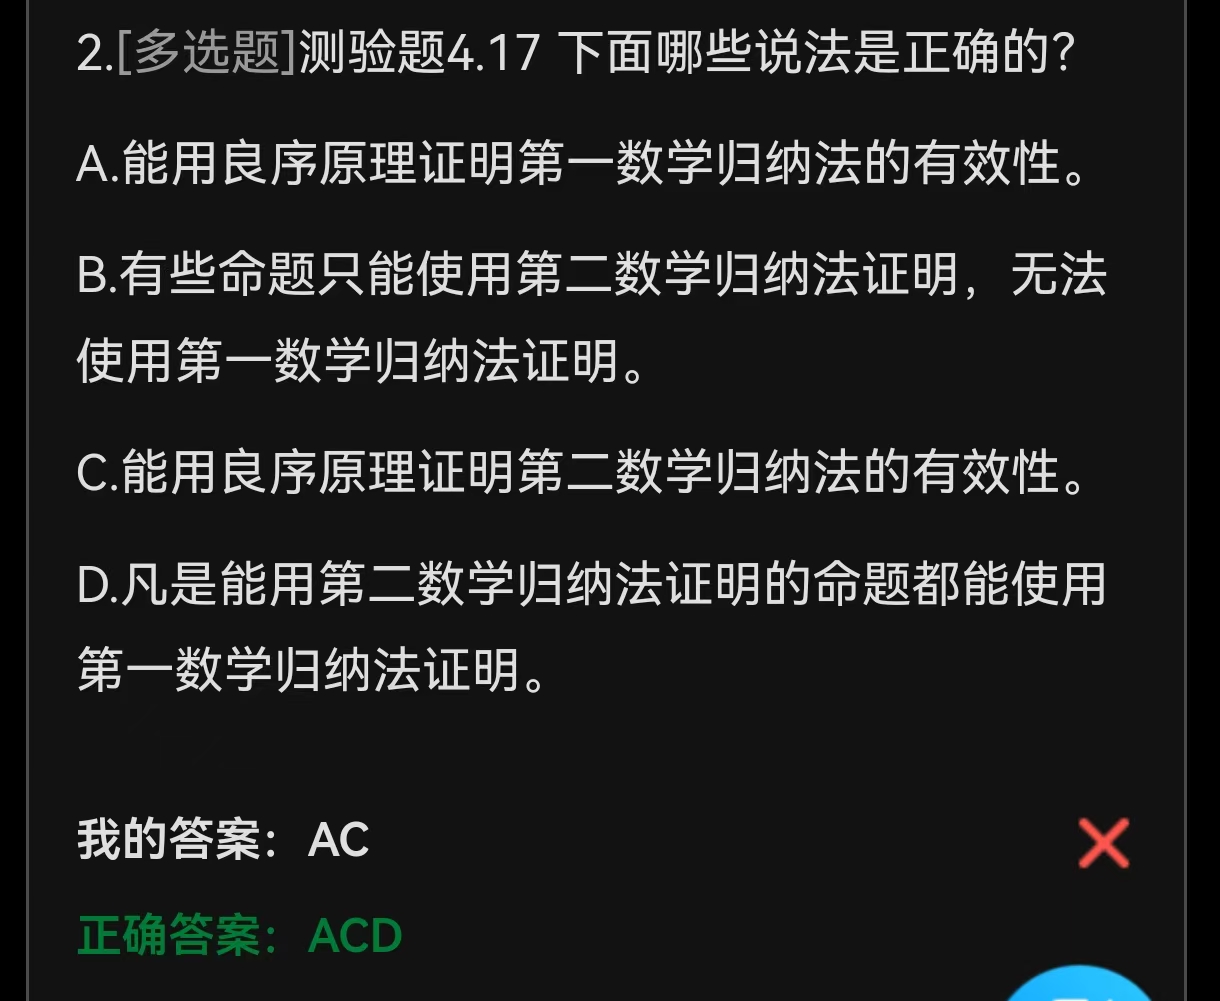 2.[多选题]测验题4.17 下面哪些说法是正确的?
A.能用良序原理证明第一数学归纳法的有效性。
B.有些命题只能使用第二数学归纳法证明，无法
使用第一数学归纳法证明。
C.能用良序原理证明第二数学归纳法的有效性。
D.凡是能用第二数学归纳法证明的命题都能使用
第一数学归纳法证明。
我的答案：AC
正确答案：ACD